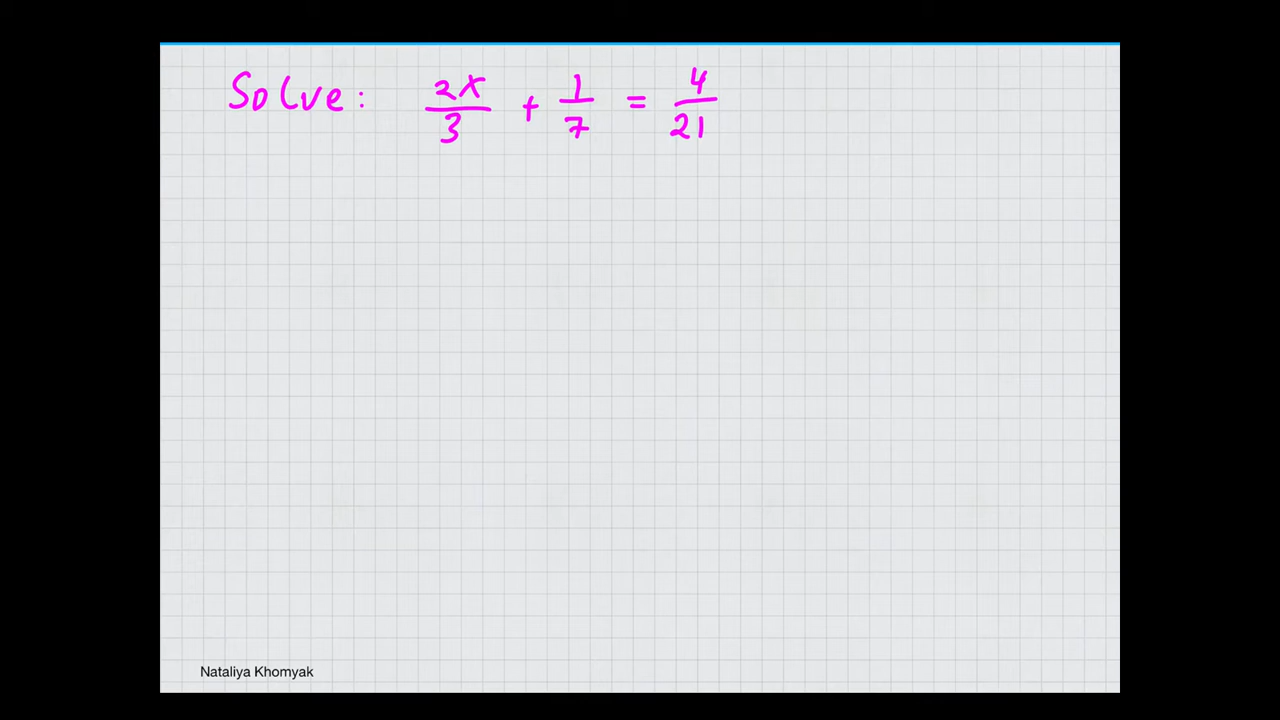 Solve: 2x/3 + 1/7 = 4/21
Nataliya Khomyak